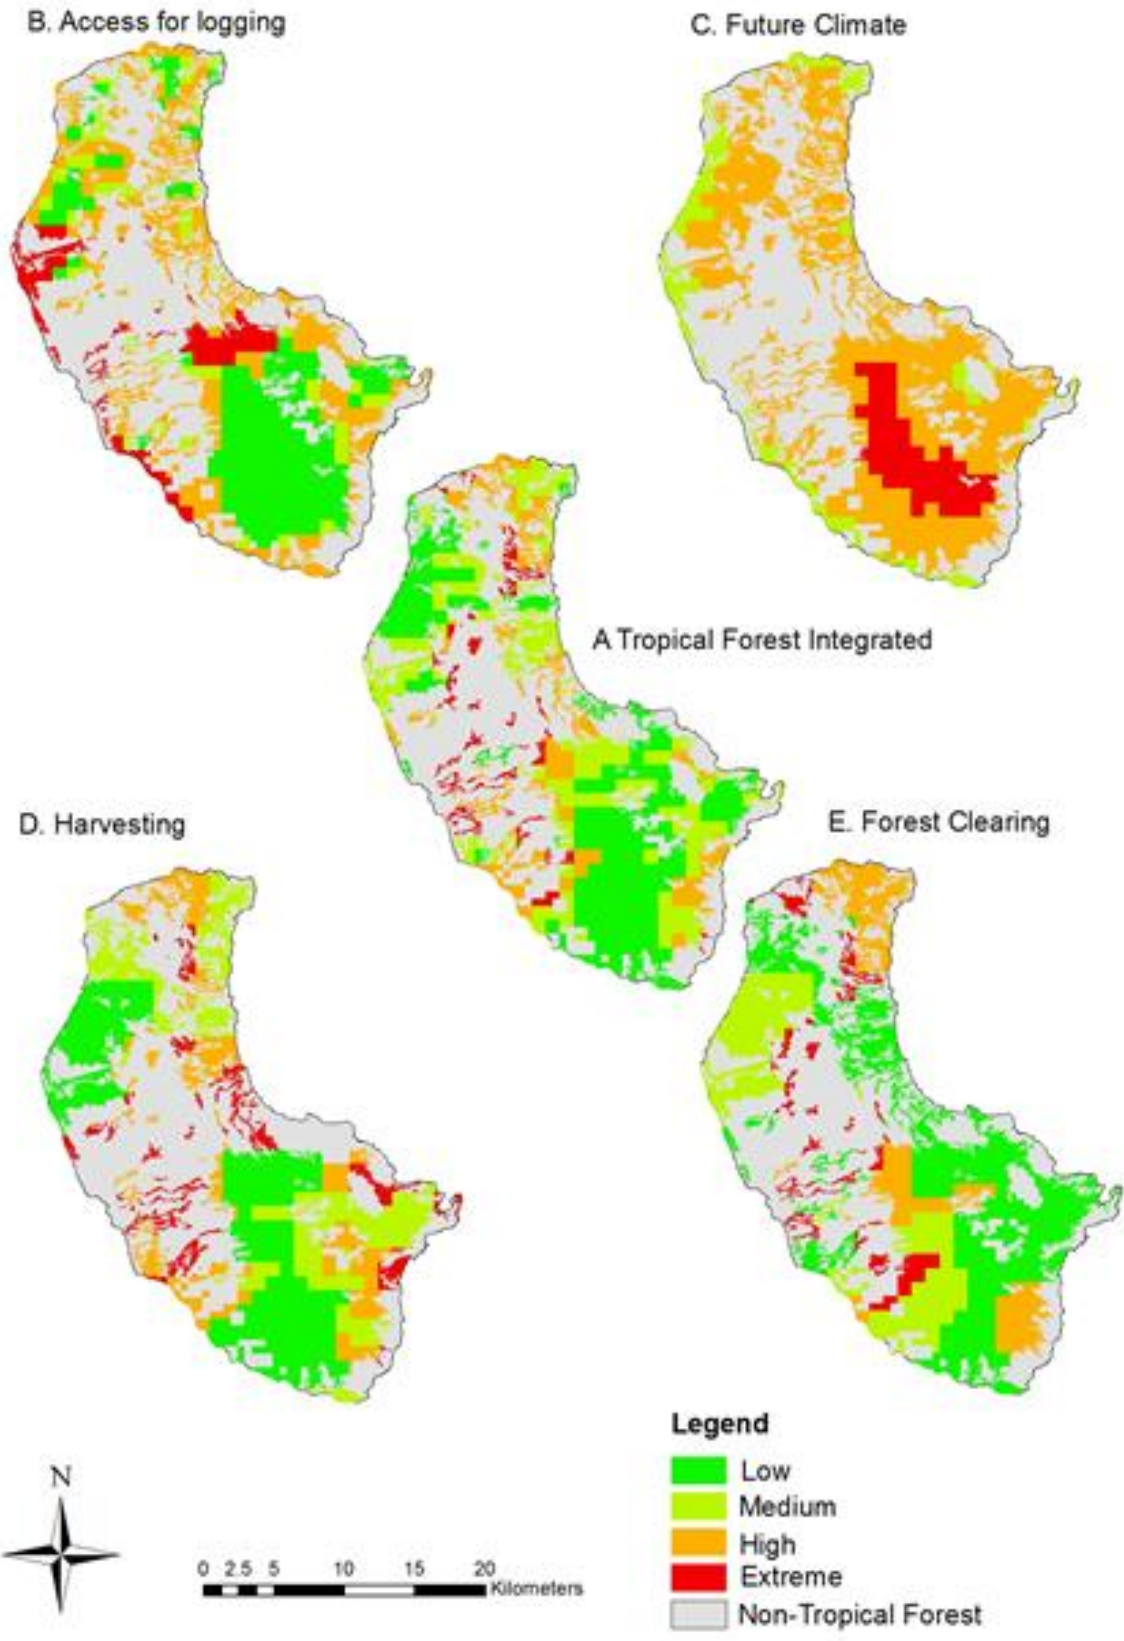 B. Access for logging
C. Future Climate
A Tropical Forest Integrated
D. Harvesting
E. Forest Clearing
Legend
Low
Medium
High
Extreme
Non-Tropical Forest
N
0 2.5 5 10 15 20
Kilometers